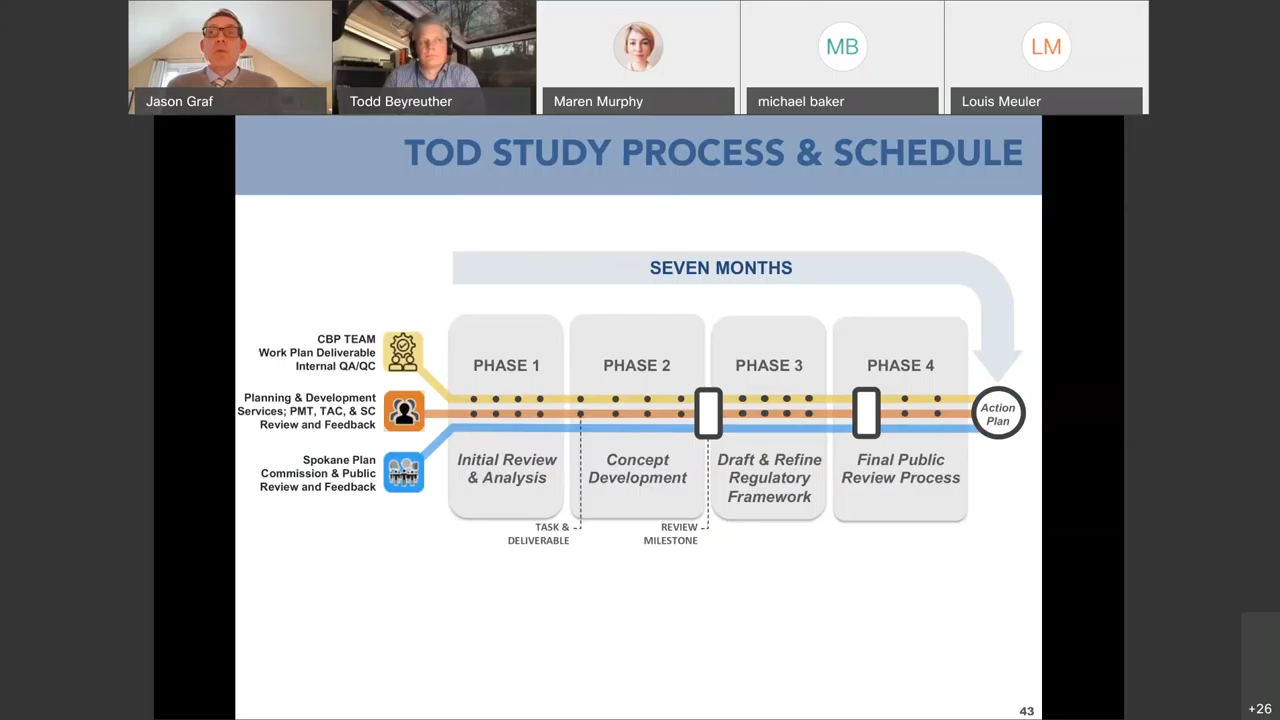 MB
LM
Jason Graf
Todd Beyreuther
Maren Murphy
michael baker
Louis Meuler
TOD STUDY PROCESS & SCHEDULE
SEVEN MONTHS
CBP TEAM
Work Plan Deliverable
Internal QA/QC
Planning & Development
Services; PMT, TAC, & SC
Review and Feedback
Spokane Plan
Commission & Public
Review and Feedback
PHASE 1
PHASE 2
PHASE 3
PHASE 4
Action
Plan
Initial Review
& Analysis
Concept
Development
Draft & Refine
Regulatory
Framework
Final Public
Review Process
TASK &
DELIVERABLE
REVIEW
MILESTONE
43
+26